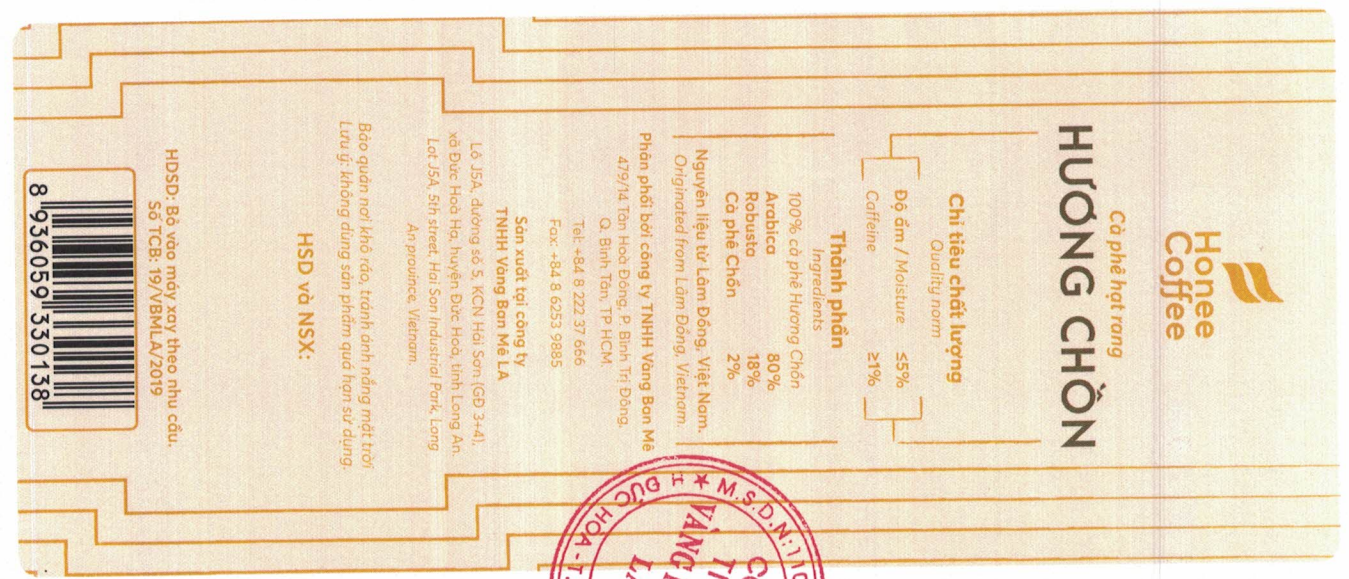 Honee
Coffee
Cà phê hạt rang
HƯƠNG CHỒN
Chỉ tiêu chất lượng
Quality norm
Độ ẩm / Moisture ≤5%
Caffeine ≥1%
Thành phần
Ingredients
100% cà phê Hương Chồn
Arabica 80%
Robusta 18%
Cà phê Chồn 2%
Nguyên liệu từ Lâm Đồng, Việt Nam.
Originated from Lam Dong, Vietnam.
Phân phối bởi công ty TNHH Vàng Ban Mê
479/14 Tân Hoà Đông, P. Bình Trị Đông,
Q. Bình Tân, TP HCM
Tel: +84 8 222 37 666
Fax: +84 8 6253 9885
Sản xuất tại công ty
TNHH Vàng Ban Mê LA
Lô J5A, đường số 5, KCN Hải Sơn (GĐ 3+4),
xã Đức Hoà Hạ, huyện Đức Hoà, tỉnh Long An.
Lot J5A, 5th street, Hai Son Industrial Park, Long
An province, Vietnam.
Bảo quản nơi khô ráo, tránh ánh nắng mặt trời
Lưu ý: không dùng sản phẩm quá hạn sử dụng.
HSD và NSX:
HDSD: Bỏ vào máy xay theo nhu cầu.
Số TCB: 19/VBMLA/2019
8 936059 330138
H ĐỨC HOA - T.
★ M.S.D.N:110
VÀNG